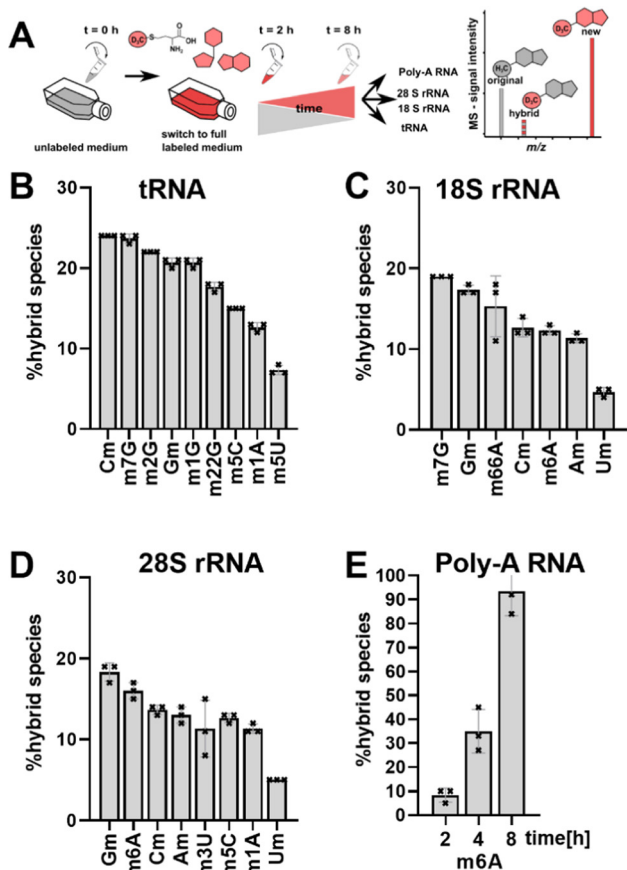 A
t = 0 h
D₃C
S
O
OH
NH₂
t = 2 h
t = 8 h
unlabeled medium
switch to full
labeled medium
time
Poly-A RNA
28 S rRNA
18 S rRNA
tRNA
MS - signal intensity
D₃C
new
H₃C
original
D₃C
hybrid
m/z
B
tRNA
%hybrid species
30
20
10
0
Cm
m7G
m2G
Gm
m1G
m22G
m5C
m1A
m5U
C
18S rRNA
%hybrid species
30
20
10
0
m7G
Gm
m66A
Cm
m6A
Am
Um
D
28S rRNA
%hybrid species
30
20
10
0
Gm
m6A
Cm
Am
m3U
m5C
m1A
Um
E
Poly-A RNA
%hybrid species
100
90
80
70
60
50
40
30
20
10
0
2 4 8 time[h]
m6A